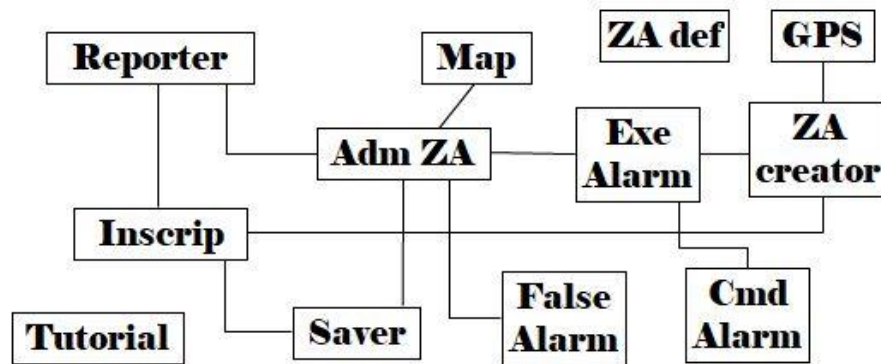 Reporter
Map
ZA def
GPS
Adm ZA
Exe
Alarm
ZA
creator
Inscrip
Tutorial
Saver
False
Alarm
Cmd
Alarm